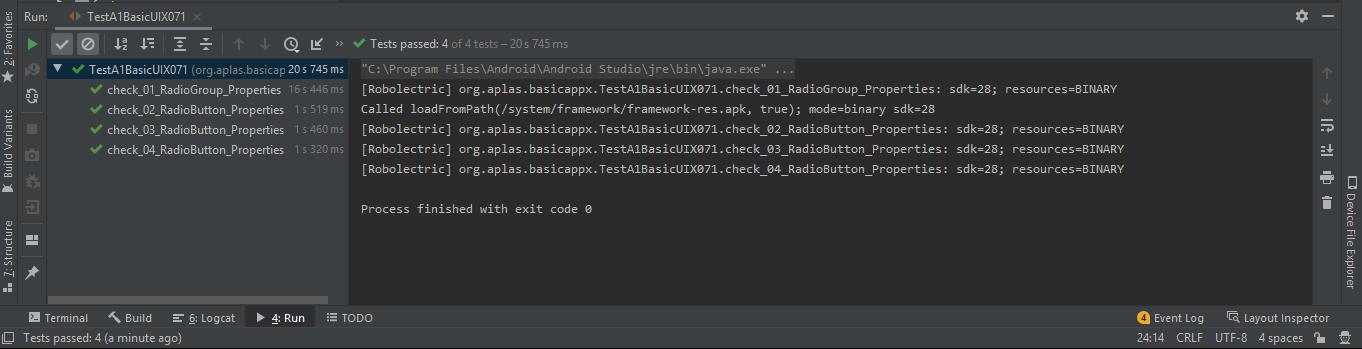 Run: TestA1BasicUIX071
Tests passed: 4 of 4 tests – 20 s 745 ms
TestA1BasicUIX071 (org.aplas.basicap 20 s 745 ms
check_01_RadioGroup_Properties 16 s 446 ms
check_02_RadioButton_Properties 1 s 519 ms
check_03_RadioButton_Properties 1 s 460 ms
check_04_RadioButton_Properties 1 s 320 ms
"C:\Program Files\Android\Android Studio\jre\bin\java.exe" ...
[Robolectric] org.aplas.basicappx.TestA1BasicUIX071.check_01_RadioGroup_Properties: sdk=28; resources=BINARY
Called loadFromPath(/system/framework/framework-res.apk, true); mode=binary sdk=28
[Robolectric] org.aplas.basicappx.TestA1BasicUIX071.check_02_RadioButton_Properties: sdk=28; resources=BINARY
[Robolectric] org.aplas.basicappx.TestA1BasicUIX071.check_03_RadioButton_Properties: sdk=28; resources=BINARY
[Robolectric] org.aplas.basicappx.TestA1BasicUIX071.check_04_RadioButton_Properties: sdk=28; resources=BINARY
Process finished with exit code 0
2: Favorites
Build Variants
7: Structure
Device File Explorer
Terminal Build 6: Logcat 4: Run TODO 4 Event Log Layout Inspector
Tests passed: 4 (a minute ago) 24:14 CRLF UTF-8 4 spaces